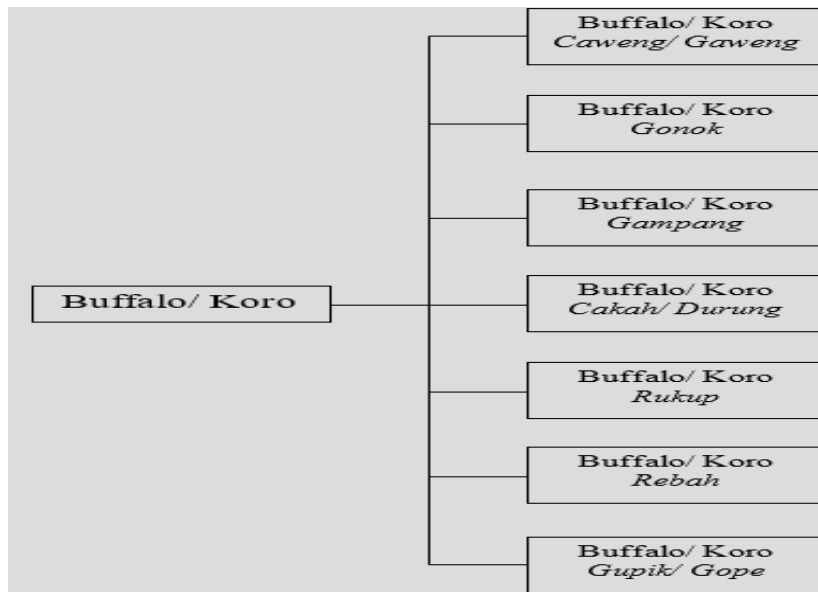 Buffalo/ Koro
Caweng/ Gaweng
Buffalo/ Koro
Gonok
Buffalo/ Koro
Gampang
Buffalo/ Koro
Buffalo/ Koro
Cakah/ Durung
Buffalo/ Koro
Rukup
Buffalo/ Koro
Rebah
Buffalo/ Koro
Gupik/ Gope